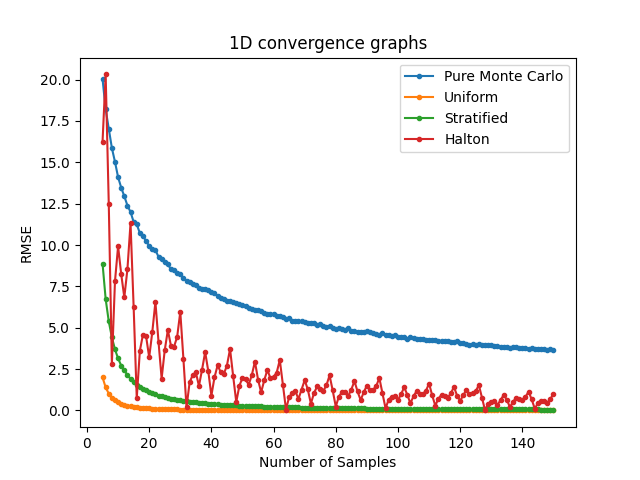 1D convergence graphs
Pure Monte Carlo
Uniform
Stratified
Halton
RMSE
20.0
17.5
15.0
12.5
10.0
7.5
5.0
2.5
0.0
0 20 40 60 80 100 120 140
Number of Samples